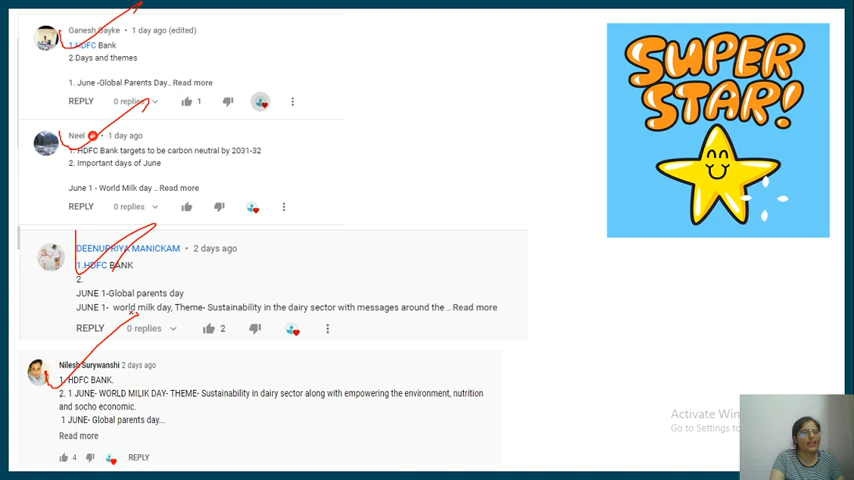 Ganesh Gayke • 1 day ago (edited)
1.HDFC Bank
2.Days and themes
1. June -Global Parents Day.. Read more
REPLY 0 replies 1
Neel 1 day ago
1. HDFC Bank targets to be carbon neutral by 2031-32
2. Important days of June
June 1 - World Milk day .. Read more
REPLY 0 replies
DEENUPRIYA MANICKAM • 2 days ago
1.HDFC BANK
2.
JUNE 1-Global parents day
JUNE 1- world milk day, Theme- Sustainability in the dairy sector with messages around the .. Read more
REPLY 0 replies 2
Nilesh Surywanshi 2 days ago
1. HDFC BANK.
2. 1 JUNE- WORLD MILIK DAY- THEME- Sustainability in dairy sector along with empowering the environment, nutrition
and socho economic.
1 JUNE- Global parents day...
Read more
4 REPLY
SUPER
STAR!
Activate Win
Go to Settings to